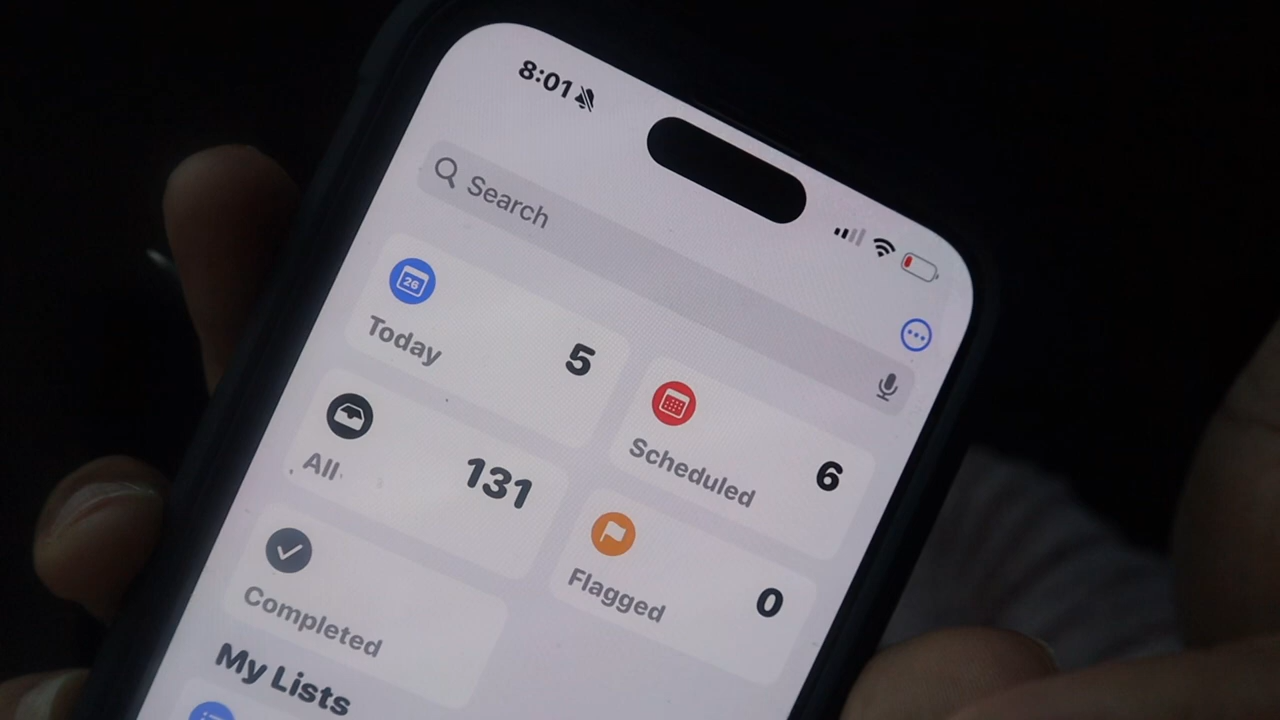 8:01
Search
26
Today
5
Scheduled
6
All
131
Flagged
0
Completed
My Lists